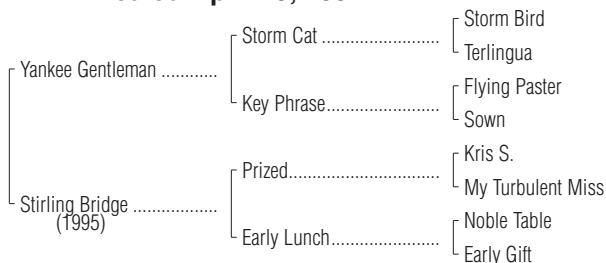 Storm Bird
Storm Cat ........................
Terlingua
Yankee Gentleman ...........
Flying Paster
Key Phrase.......................
Sown
Kris S.
Prized...............................
My Turbulent Miss
Stirling Bridge .................
(1995)
Noble Table
Early Lunch......................
Early Gift